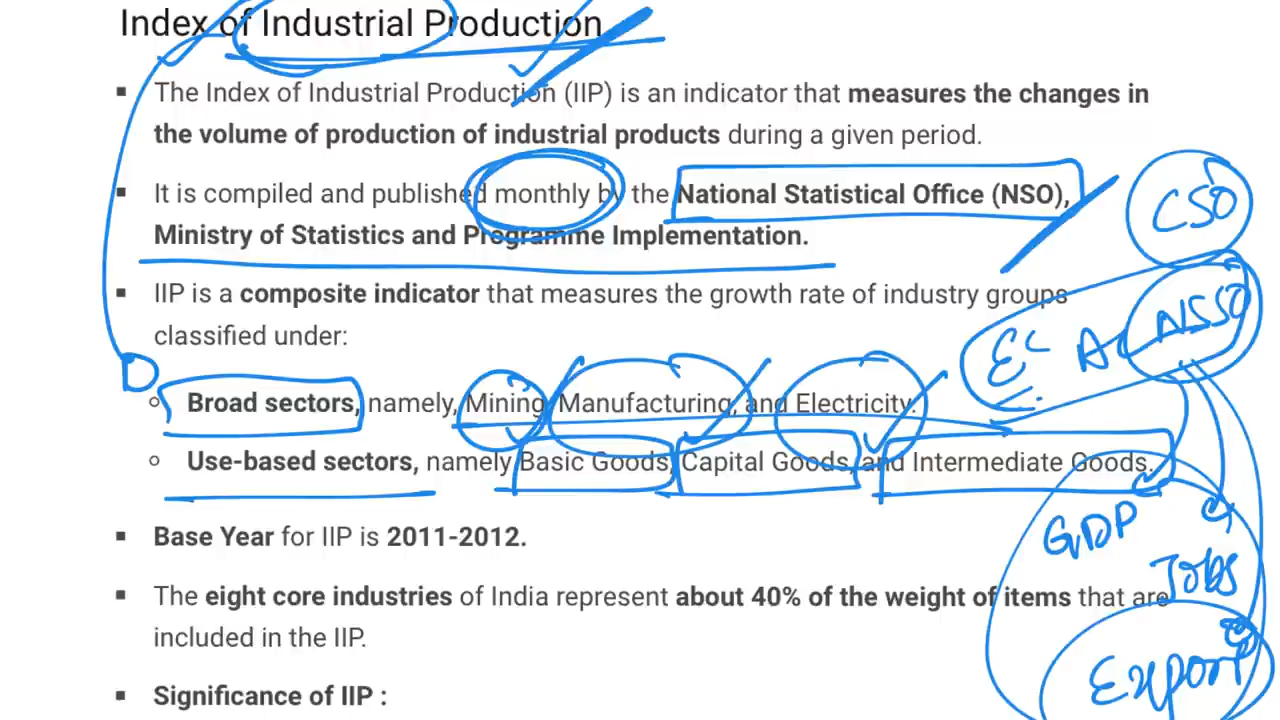 Index of Industrial Production
▪ The Index of Industrial Production (IIP) is an indicator that measures the changes in
the volume of production of industrial products during a given period.
▪ It is compiled and published monthly by the National Statistical Office (NSO),
Ministry of Statistics and Programme Implementation.
CSO
▪ IIP is a composite indicator that measures the growth rate of industry groups
classified under:
NSSO
○ Broad sectors, namely, Mining, Manufacturing, and Electricity.
○ Use-based sectors, namely Basic Goods, Capital Goods, and Intermediate Goods.
▪ Base Year for IIP is 2011-2012.
GDP
Jobs
▪ The eight core industries of India represent about 40% of the weight of items that are
included in the IIP.
Export
▪ Significance of IIP :